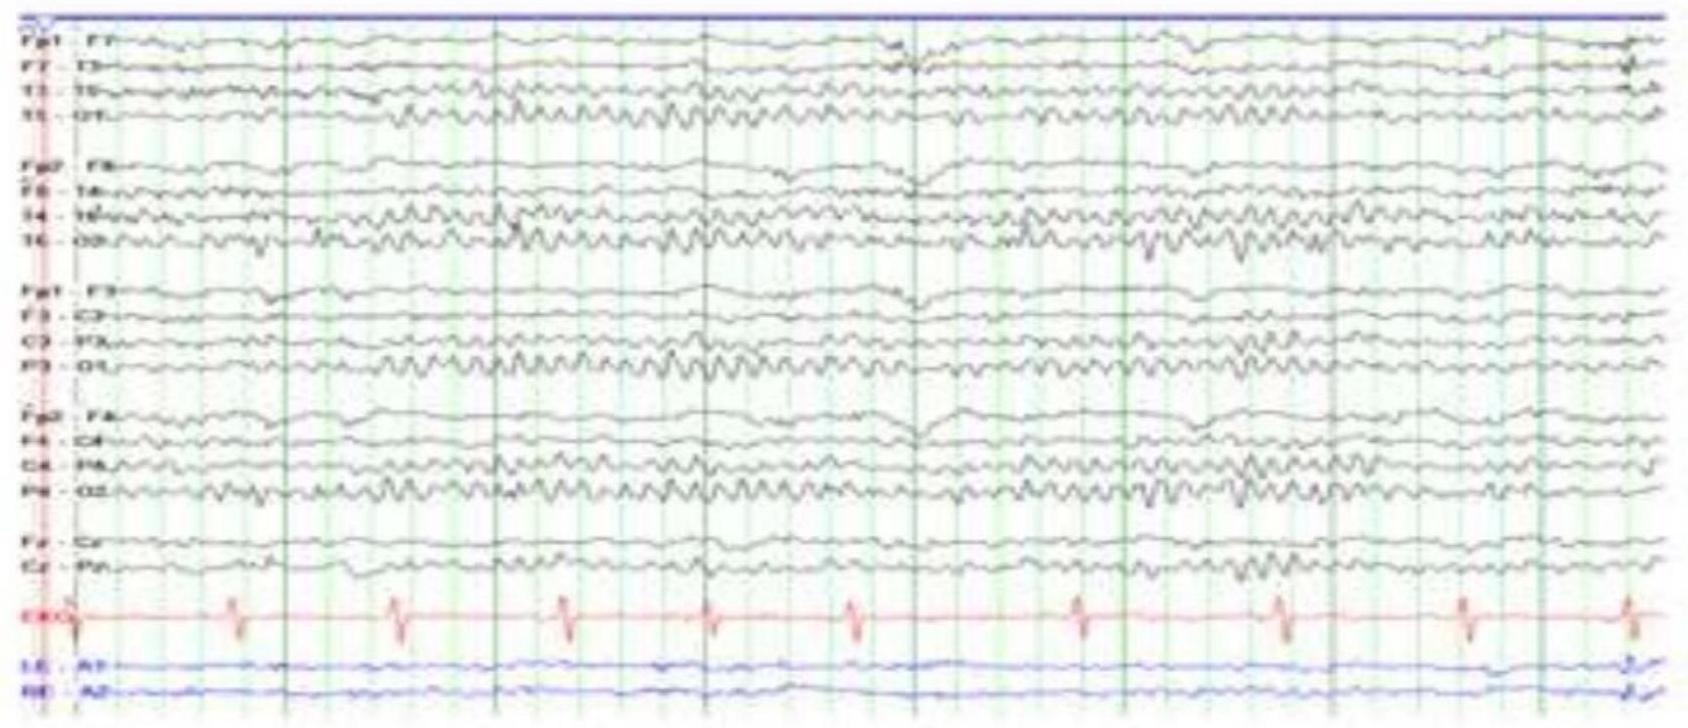 Fp1 - F7
F7 - T3
T3 - T5
T5 - O1
Fp2 - F8
F8 - T4
T4 - T6
T6 - O2
Fp1 - F3
F3 - C3
C3 - P3
P3 - O1
Fp2 - F4
F4 - C4
C4 - P4
P4 - O2
Fz - Cz
Cz - Pz
EKG
LE - A1
RE - A2